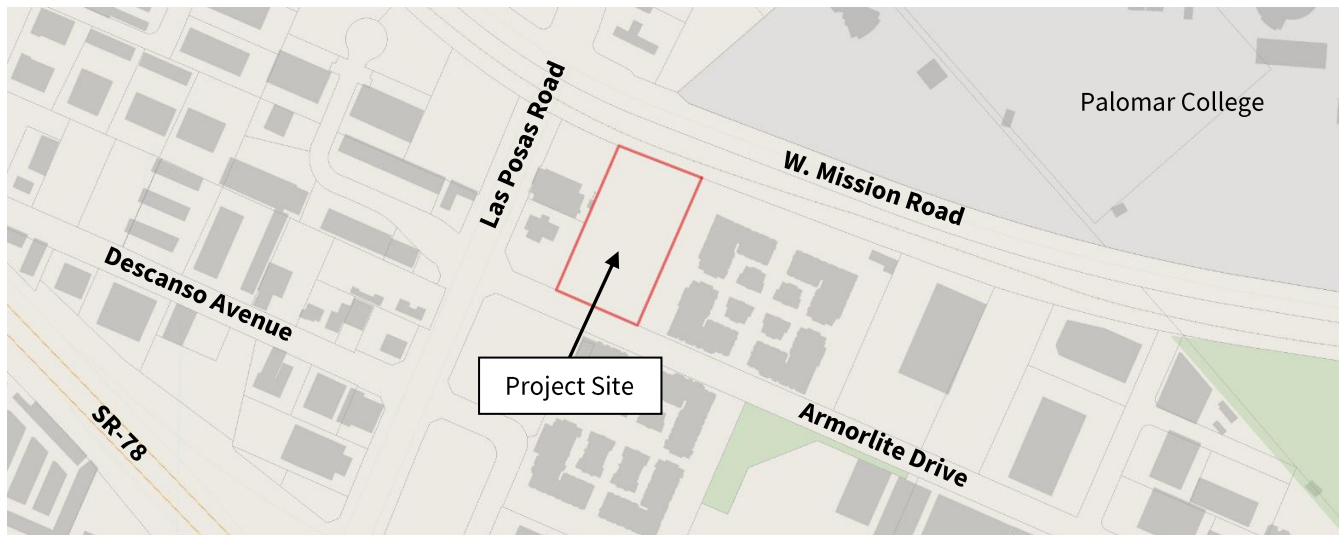 Palomar College
Las Posas Road
W. Mission Road
Descanso Avenue
Project Site
SR-78
Armorlite Drive